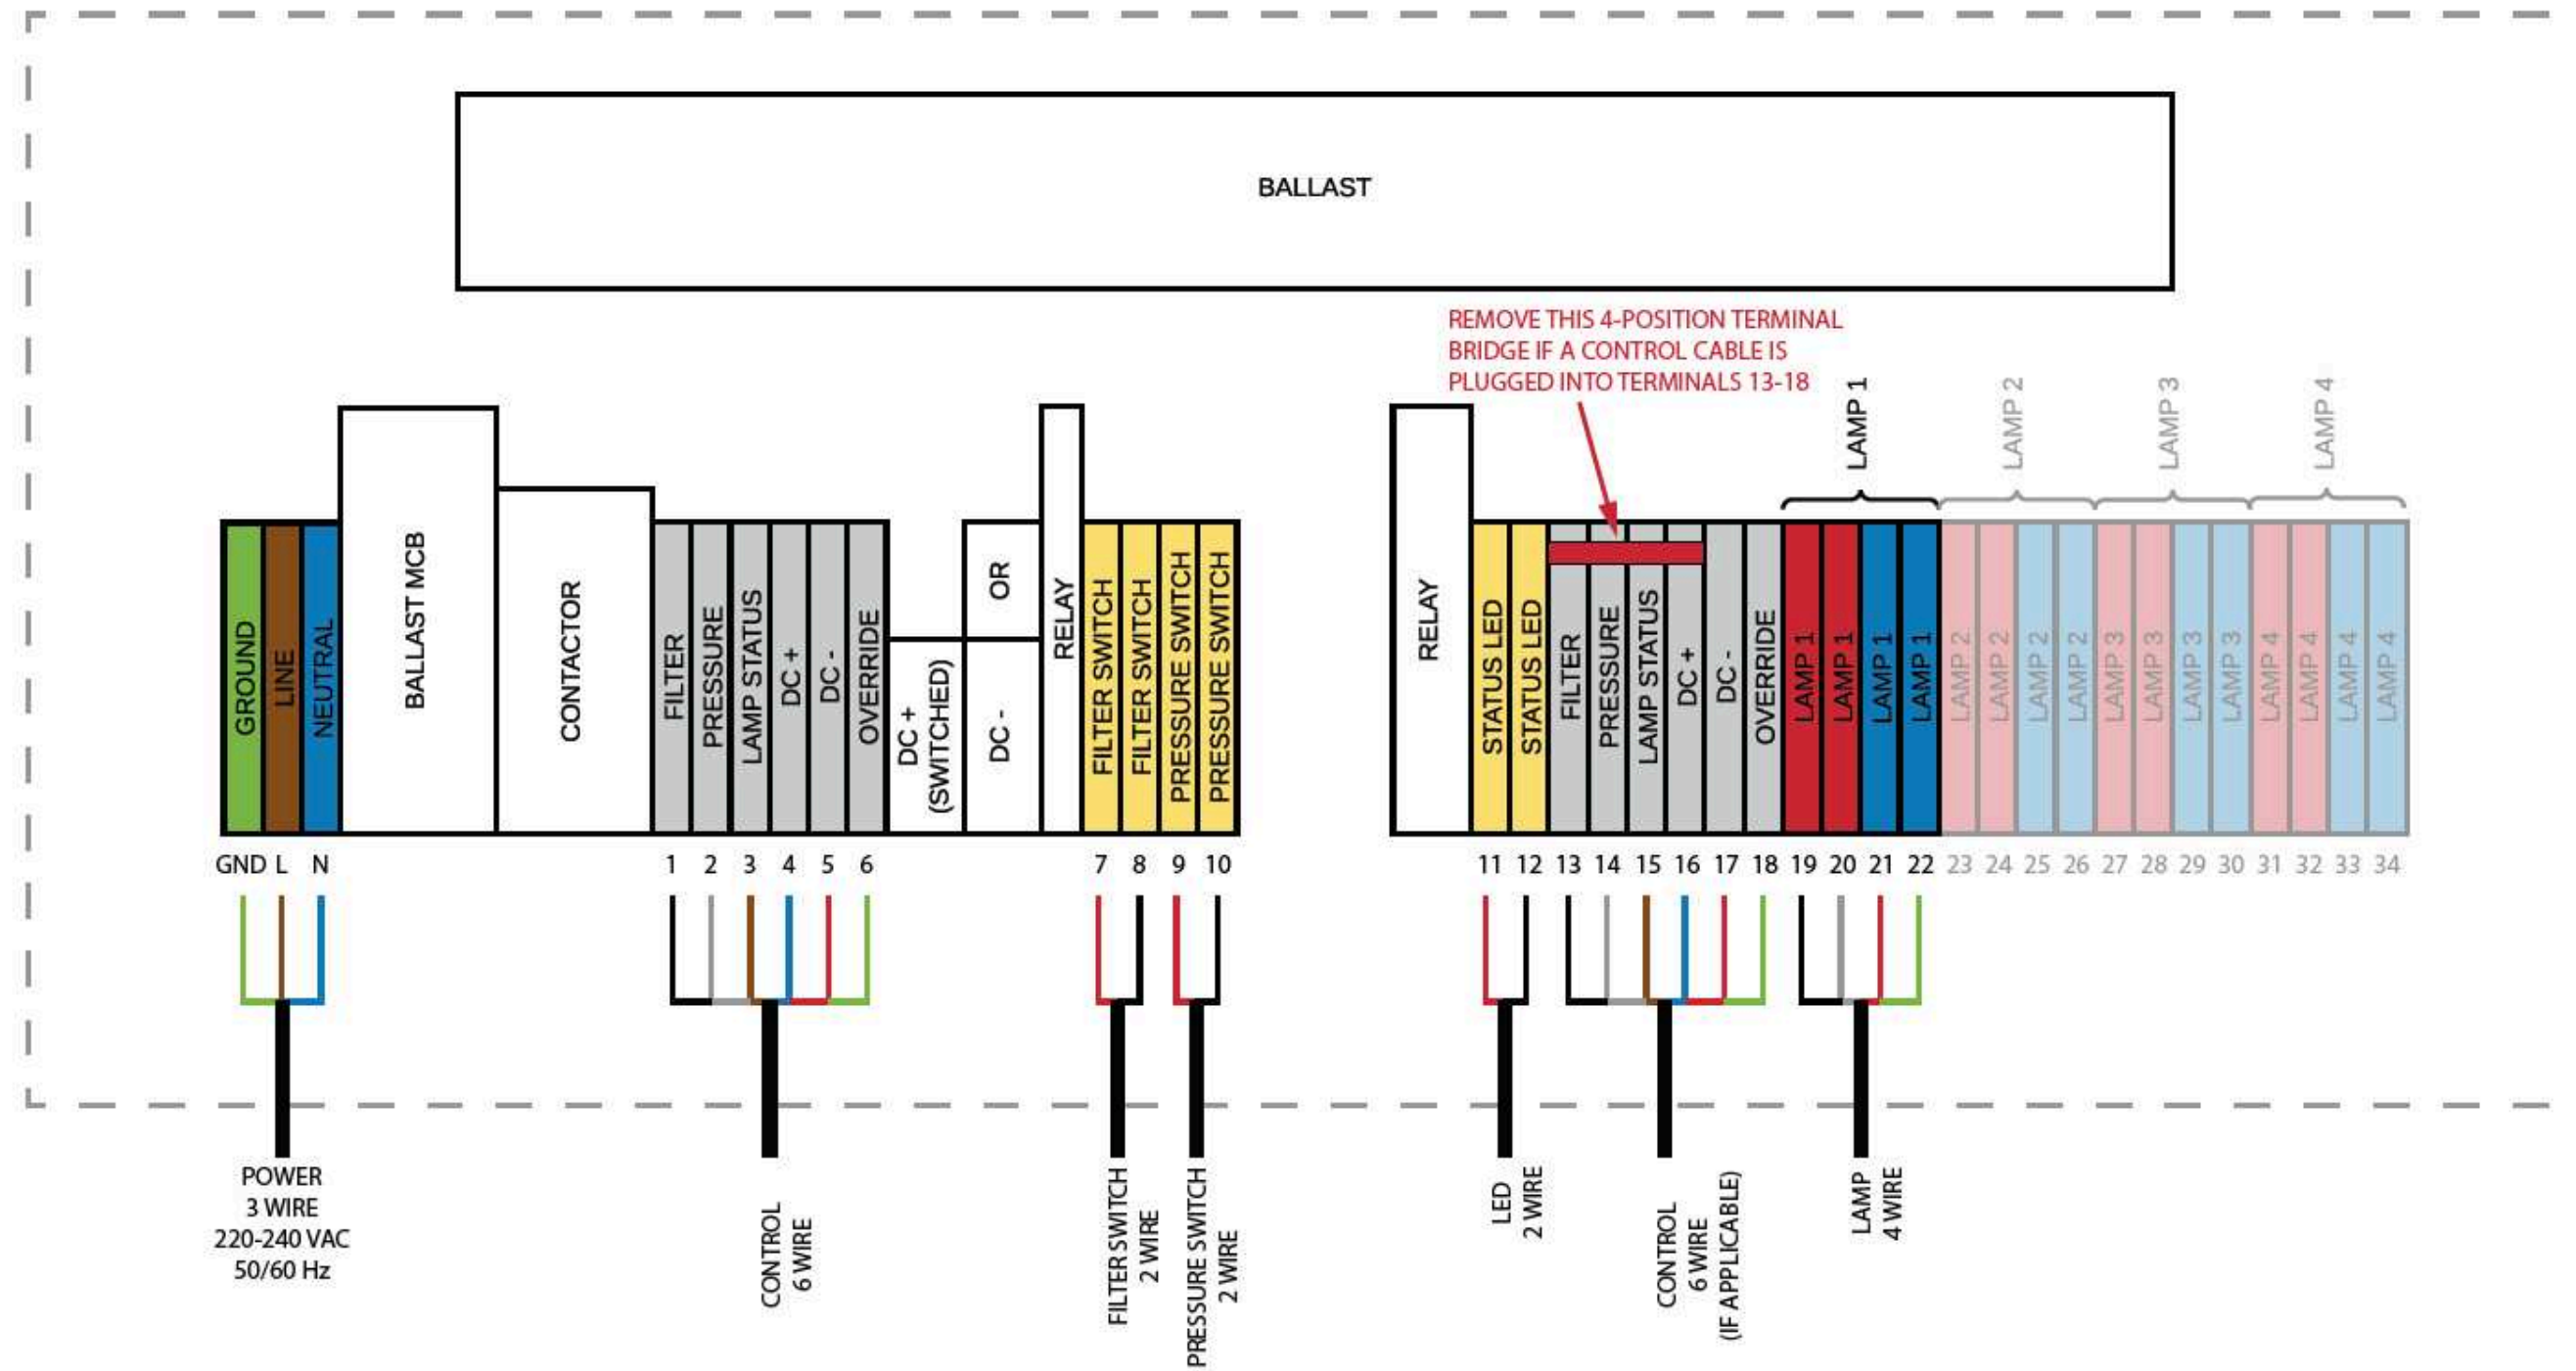 BALLAST
REMOVE THIS 4-POSITION TERMINAL
BRIDGE IF A CONTROL CABLE IS
PLUGGED INTO TERMINALS 13-18
LAMP 1
LAMP 2
LAMP 3
LAMP 4
GROUND
LINE
NEUTRAL
BALLAST MCB
CONTACTOR
FILTER
PRESSURE
LAMP STATUS
DC +
DC -
OVERRIDE
DC +
(SWITCHED)
OR
DC -
RELAY
FILTER SWITCH
FILTER SWITCH
PRESSURE SWITCH
PRESSURE SWITCH
RELAY
STATUS LED
STATUS LED
FILTER
PRESSURE
LAMP STATUS
DC +
DC -
OVERRIDE
LAMP 1
LAMP 1
LAMP 1
LAMP 1
LAMP 2
LAMP 2
LAMP 2
LAMP 2
LAMP 3
LAMP 3
LAMP 3
LAMP 3
LAMP 4
LAMP 4
LAMP 4
LAMP 4
GND L N 1 2 3 4 5 6 7 8 9 10 11 12 13 14 15 16 17 18 19 20 21 22 23 24 25 26 27 28 29 30 31 32 33 34
POWER
3 WIRE
220-240 VAC
50/60 Hz
CONTROL
6 WIRE
FILTER SWITCH
2 WIRE
PRESSURE SWITCH
2 WIRE
LED
2 WIRE
CONTROL
6 WIRE
(IF APPLICABLE)
LAMP
4 WIRE